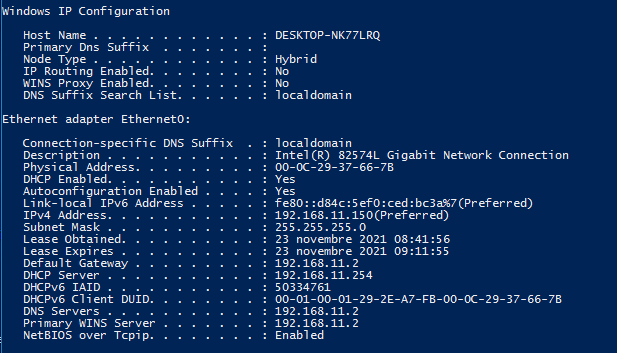 Windows IP Configuration
Host Name . . . . . . . . . . . . : DESKTOP-NK77LRQ
Primary Dns Suffix  . . . . . . . :
Node Type . . . . . . . . . . . . : Hybrid
IP Routing Enabled. . . . . . . . : No
WINS Proxy Enabled. . . . . . . . : No
DNS Suffix Search List. . . . . . : localdomain
Ethernet adapter Ethernet0:
Connection-specific DNS Suffix  . : localdomain
Description . . . . . . . . . . . : Intel(R) 82574L Gigabit Network Connection
Physical Address. . . . . . . . . : 00-0C-29-37-66-7B
DHCP Enabled. . . . . . . . . . . : Yes
Autoconfiguration Enabled . . . . : Yes
Link-local IPv6 Address . . . . . : fe80::d84c:5ef0:ced:bc3a%7(Preferred)
IPv4 Address. . . . . . . . . . . : 192.168.11.150(Preferred)
Subnet Mask . . . . . . . . . . . : 255.255.255.0
Lease Obtained. . . . . . . . . . : 23 novembre 2021 08:41:56
Lease Expires . . . . . . . . . . : 23 novembre 2021 09:11:55
Default Gateway . . . . . . . . . : 192.168.11.2
DHCP Server . . . . . . . . . . . : 192.168.11.254
DHCPv6 IAID . . . . . . . . . . . : 50334761
DHCPv6 Client DUID. . . . . . . . : 00-01-00-01-29-2E-A7-FB-00-0C-29-37-66-7B
DNS Servers . . . . . . . . . . . : 192.168.11.2
Primary WINS Server . . . . . . . : 192.168.11.2
NetBIOS over Tcpip. . . . . . . . : Enabled